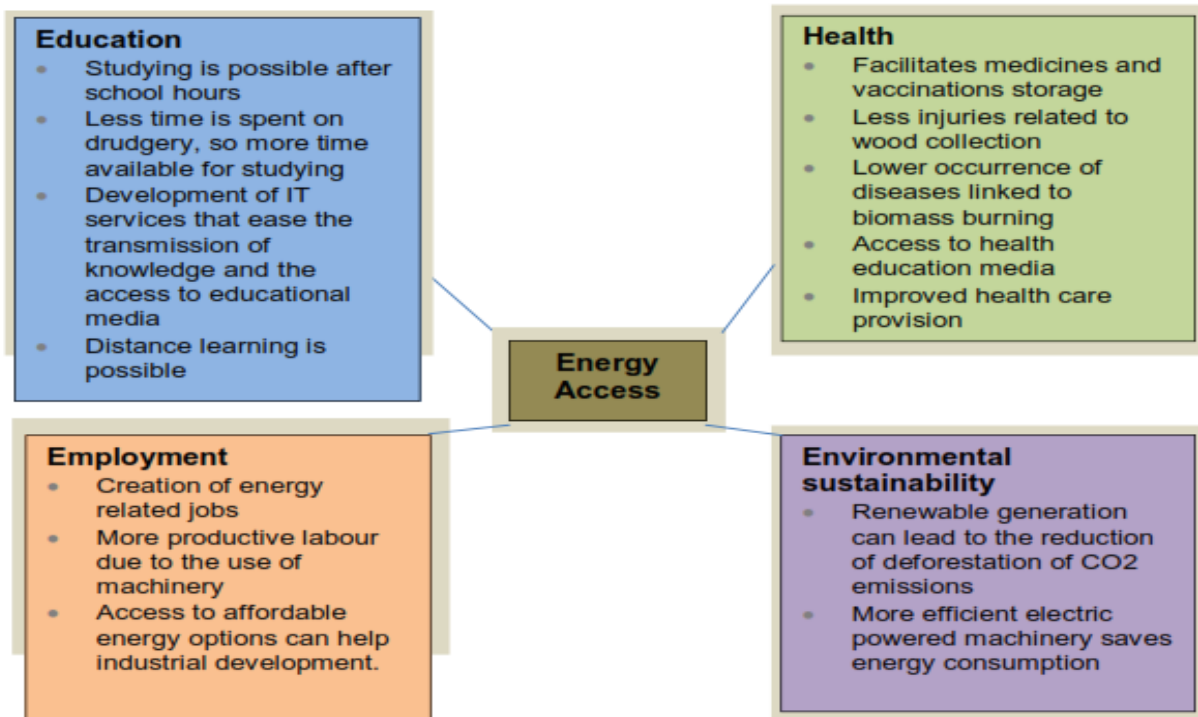 Education
• Studying is possible after
school hours
• Less time is spent on
drudgery, so more time
available for studying
• Development of IT
services that ease the
transmission of
knowledge and the
access to educational
media
• Distance learning is
possible
Health
• Facilitates medicines and
vaccinations storage
• Less injuries related to
wood collection
• Lower occurrence of
diseases linked to
biomass burning
• Access to health
education media
• Improved health care
provision
Energy
Access
Employment
• Creation of energy
related jobs
• More productive labour
due to the use of
machinery
• Access to affordable
energy options can help
industrial development.
Environmental
sustainability
• Renewable generation
can lead to the reduction
of deforestation of CO2
emissions
• More efficient electric
powered machinery saves
energy consumption